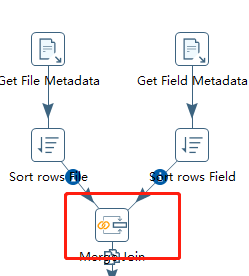 Get File Metadata
Get Field Metadata
Sort rows File
Sort rows Field
Merge Join